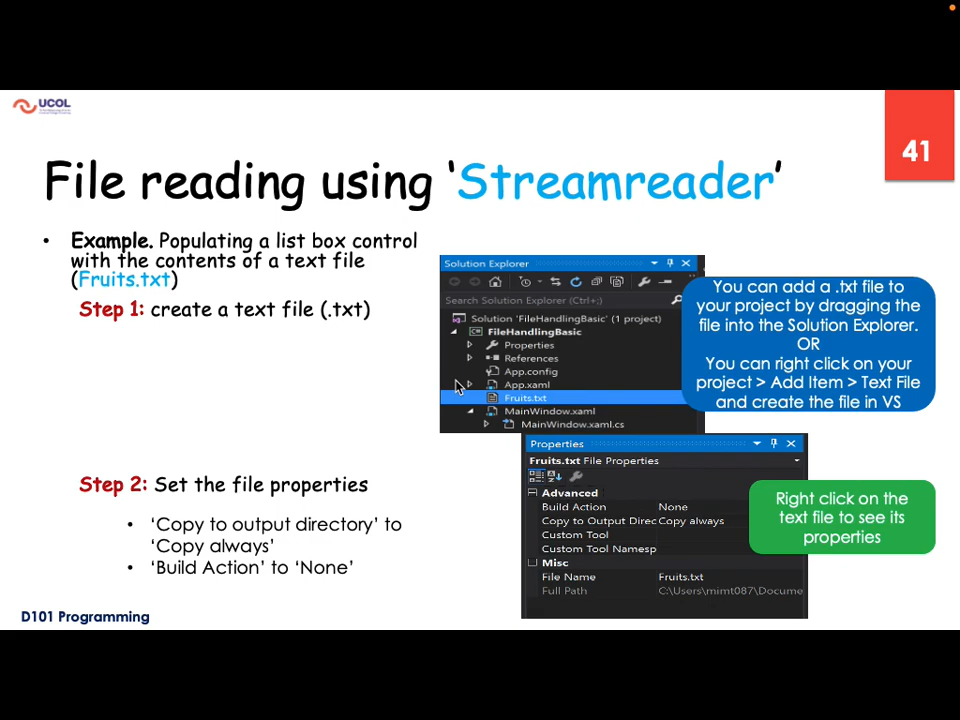 UCOL
41
File reading using ‘Streamreader’
• Example. Populating a list box control
with the contents of a text file
(Fruits.txt)
Step 1: create a text file (.txt)
Solution Explorer
Search Solution Explorer (Ctrl+;)
Solution 'FileHandlingBasic' (1 project)
FileHandlingBasic
Properties
References
App.config
App.xaml
Fruits.txt
MainWindow.xaml
MainWindow.xaml.cs
You can add a .txt file to
your project by dragging the
file into the Solution Explorer.
OR
You can right click on your
project > Add Item > Text File
and create the file in VS
Step 2: Set the file properties
• ‘Copy to output directory’ to
‘Copy always’
• ‘Build Action’ to ‘None’
Properties
Fruits.txt File Properties
Advanced
Build Action None
Copy to Output Direc Copy always
Custom Tool
Custom Tool Namesp
Misc
File Name Fruits.txt
Full Path C:\Users\mimt087\Docume
Right click on the
text file to see its
properties
D101 Programming